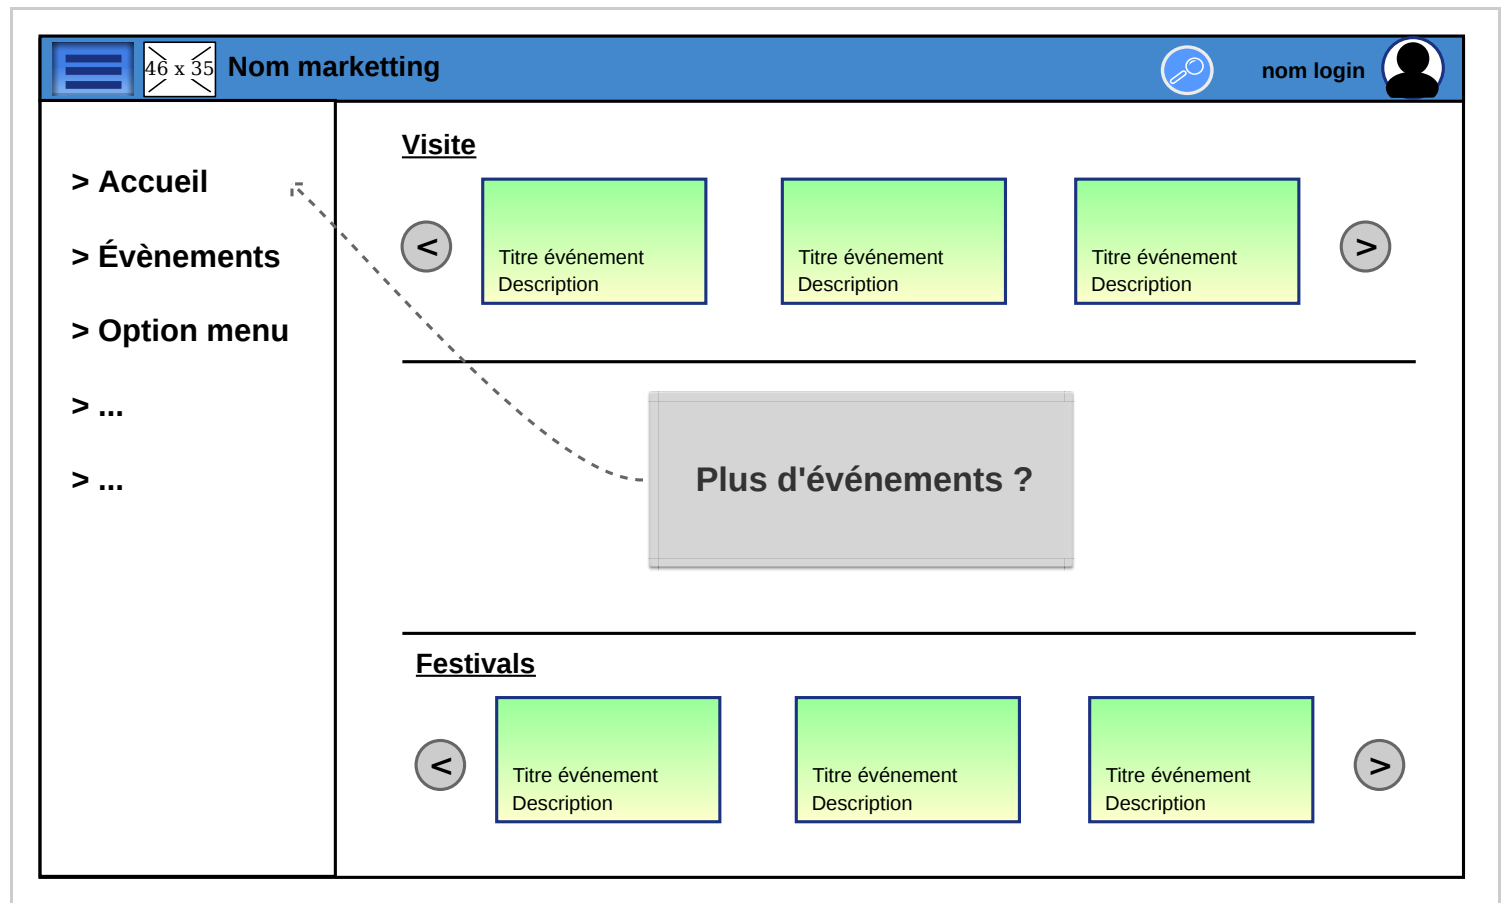 46 x 35 Nom marketting nom login
> Accueil
> Évènements
> Option menu
> ...
> ...
Visite
< >
Titre événement Titre événement Titre événement
Description Description Description
Plus d'événements ?
Festivals
< >
Titre événement Titre événement Titre événement
Description Description Description